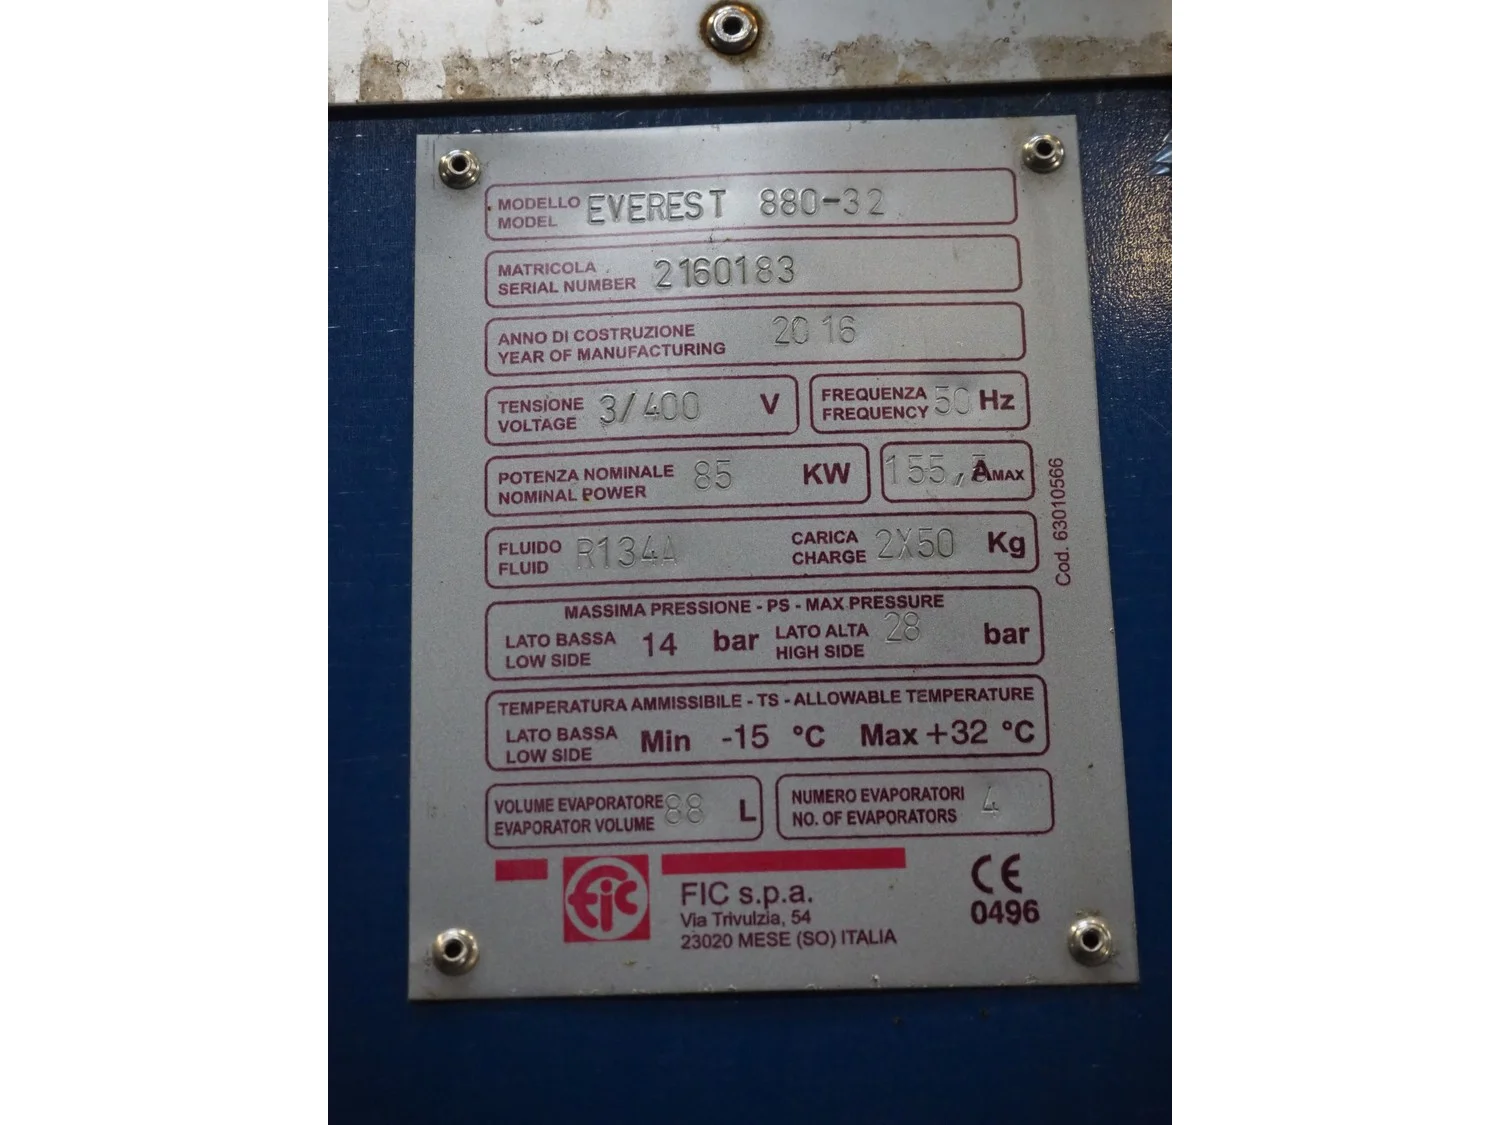 MODELLO
MODEL EVEREST 880-32
MATRICOLA
SERIAL NUMBER 2160183
ANNO DI COSTRUZIONE
YEAR OF MANUFACTURING 2016
TENSIONE
VOLTAGE 3/400 V
FREQUENZA
FREQUENCY 50 Hz
POTENZA NOMINALE
NOMINAL POWER 85 KW
155, AMAX
FLUIDO
FLUID R134A
CARICA
CHARGE 2X50 Kg
MASSIMA PRESSIONE - PS - MAX PRESSURE
LATO BASSA
LOW SIDE 14 bar
LATO ALTA
HIGH SIDE 28 bar
TEMPERATURA AMMISSIBILE - TS - ALLOWABLE TEMPERATURE
LATO BASSA
LOW SIDE Min -15 °C Max +32 °C
VOLUME EVAPORATORE
EVAPORATOR VOLUME 88 L
NUMERO EVAPORATORI
NO. OF EVAPORATORS 4
Cod. 63010566
FIC
FIC s.p.a.
Via Trivulzia, 54
23020 MESE (SO) ITALIA
CE
0496